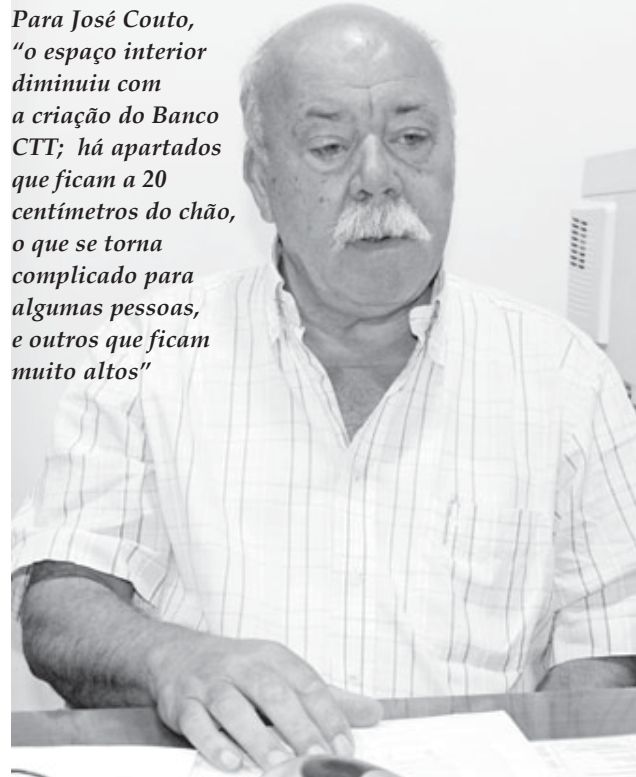 Para José Couto,
“o espaço interior
diminuiu com
a criação do Banco
CTT;  há apartados
que ficam a 20
centímetros do chão,
o que se torna
complicado para
algumas pessoas,
e outros que ficam
muito altos”